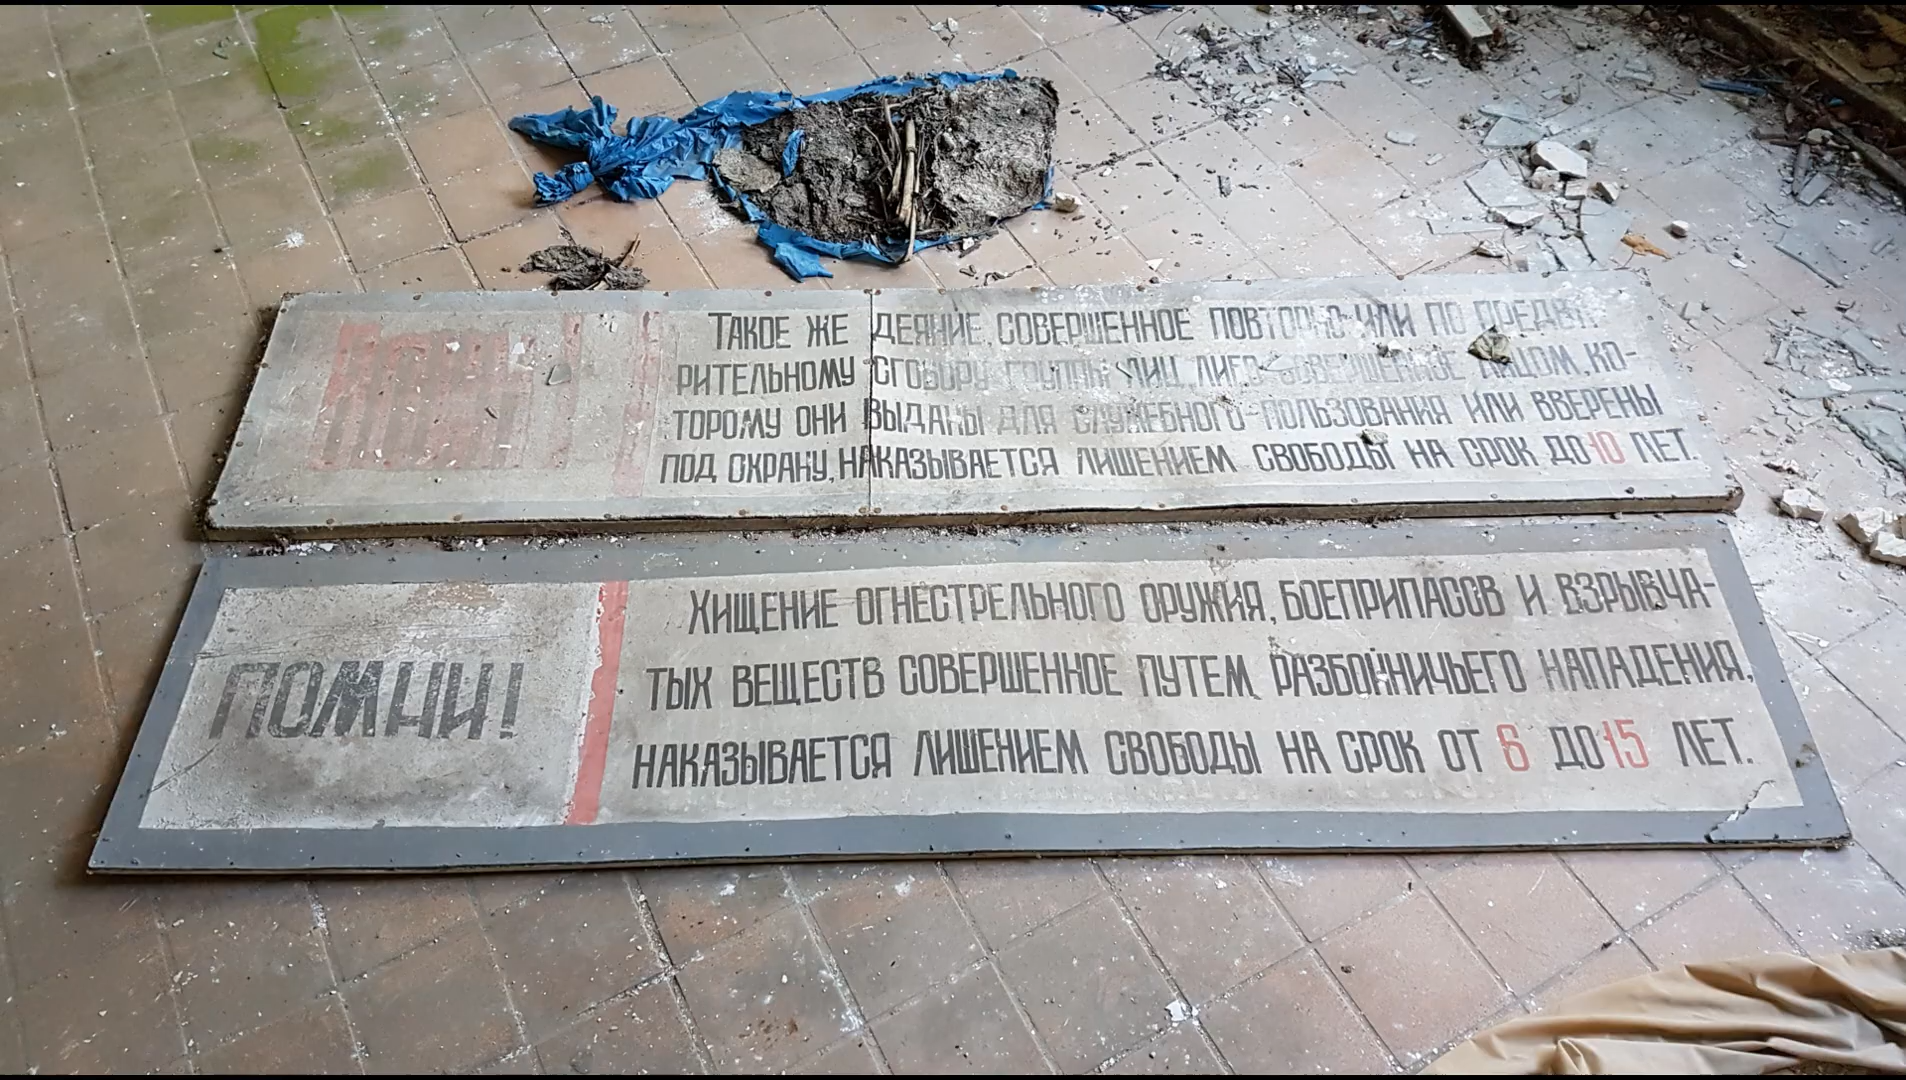 Такое же деяние, совершенное повторно или по предва-
рительному сговору группы лиц, либо совершенное лицом, ко-
торому они выданы для служебного пользования или вверены
под охрану, наказывается лишением свободы на срок до 10 лет.
ПОМНИ!
Хищение огнестрельного оружия, боеприпасов и взрывча-
тых веществ совершенное путем разбойничьего нападения,
наказывается лишением свободы на срок от 6 до 15 лет.